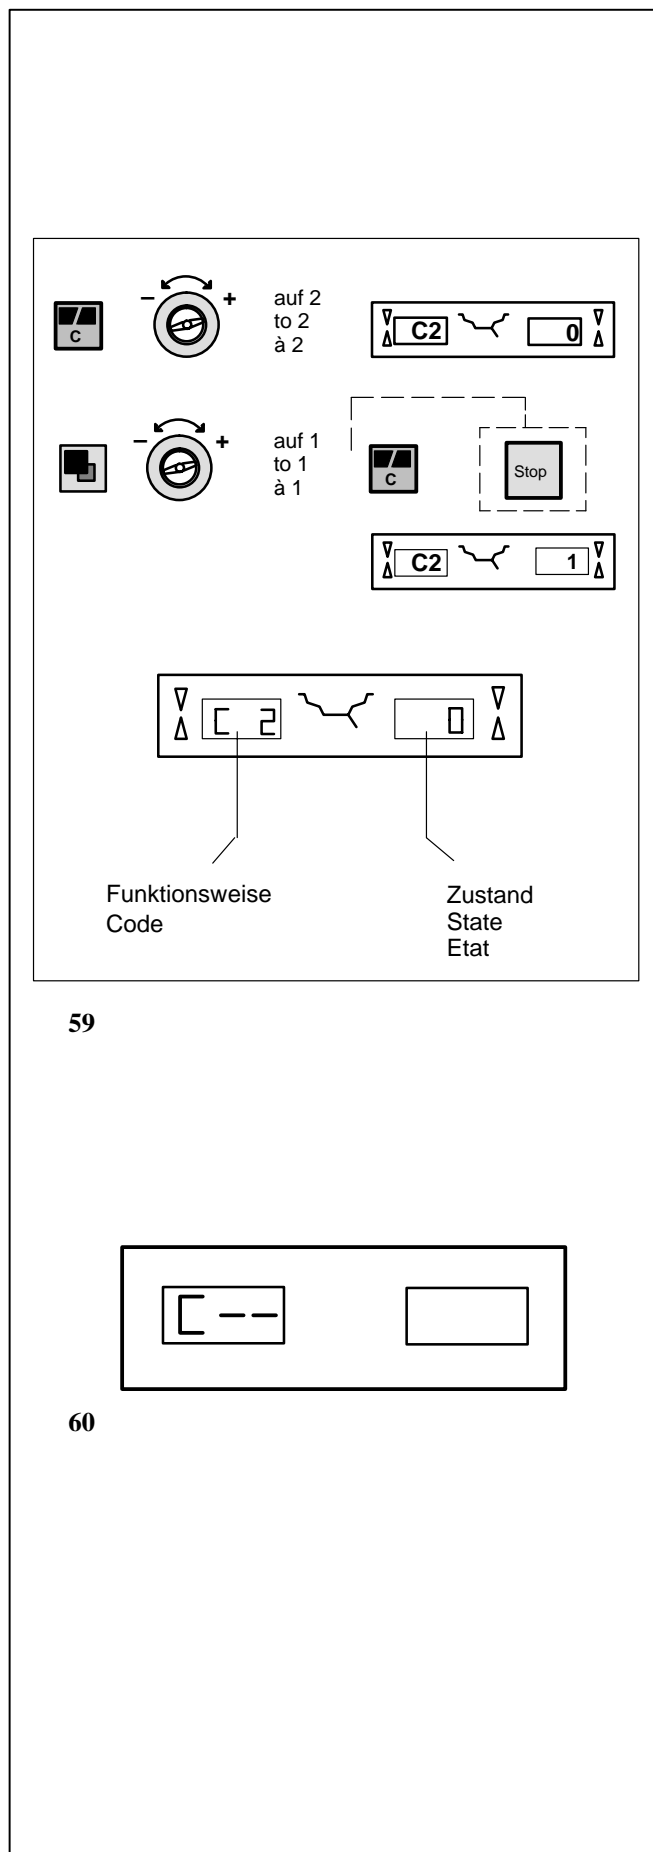 − +
auf 2
to 2
à 2
C
C2 0
− +
auf 1
to 1
à 1
C
Stop
C2 1
C 2 0
Funktionsweise
Code
Zustand
State
Etat
59
C--
60